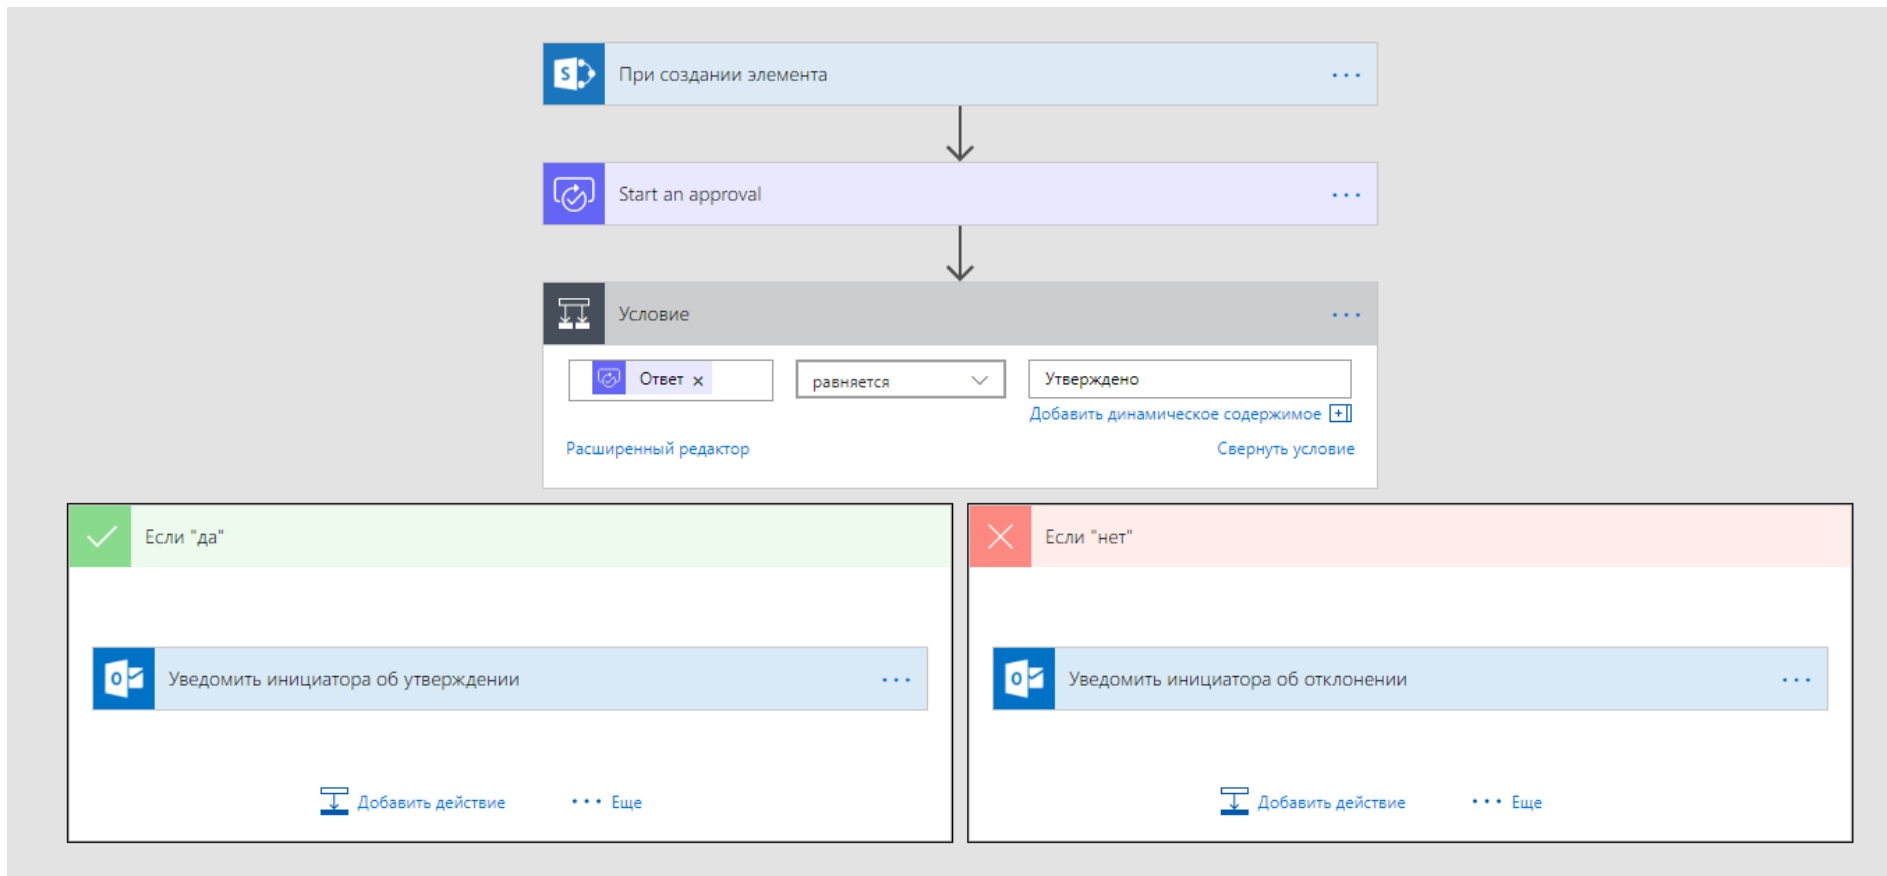 При создании элемента
Start an approval
Условие
Ответ x
равняется
Утверждено
Добавить динамическое содержимое
Расширенный редактор
Свернуть условие
Если "да"
Уведомить инициатора об утверждении
Добавить действие
Еще
Если "нет"
Уведомить инициатора об отклонении
Добавить действие
Еще